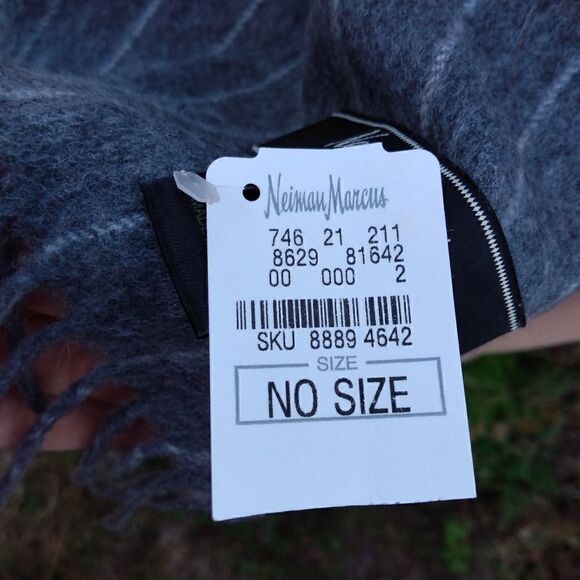 Neiman Marcus
746 21 211
8629 81642
00 000 2
SKU 8889 4642
SIZE
NO SIZE